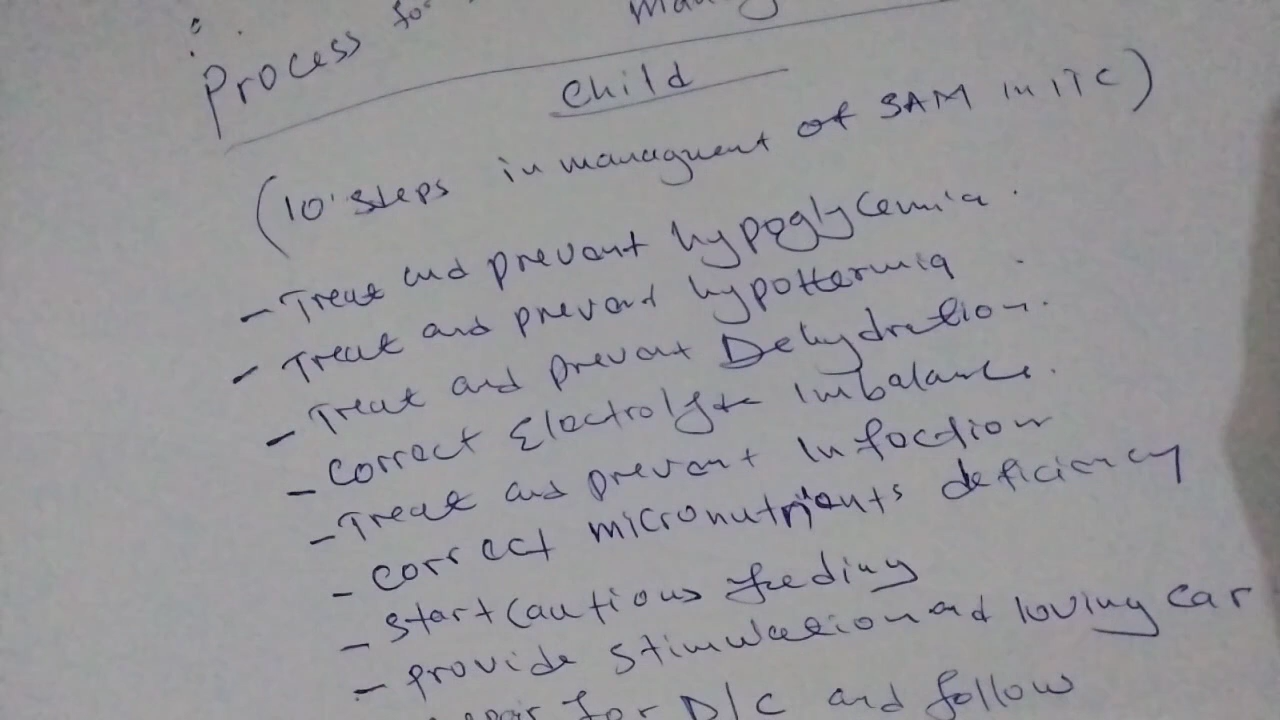 Process for
Child
(10 steps in managment of SAM in ITC)
- Treat and prevent hypoglycemia.
- Treat and prevent hypothermia.
- Treat and prevent Dehydration.
- Correct Electrolyte Imbalance.
- Treat and prevent Infection
- Correct micronutrients deficiency
- Start Cautious feeding
- Provide stimulation and loving car
for D/C and follow